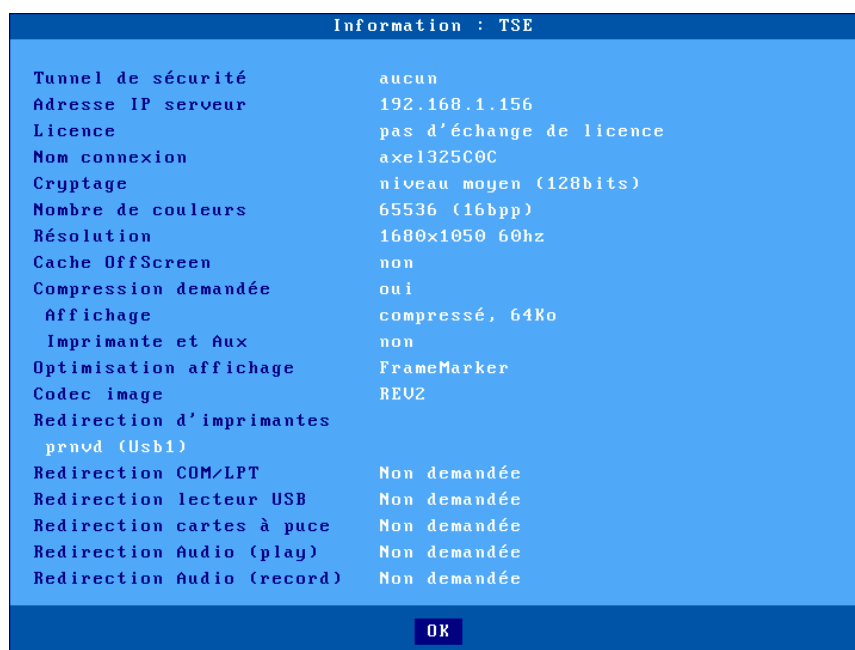 Information : TSE
Tunnel de sécurité aucun
Adresse IP serveur 192.168.1.156
Licence pas d'échange de licence
Nom connexion axel325C0C
Cryptage niveau moyen (128bits)
Nombre de couleurs 65536 (16bpp)
Résolution 1680x1050 60hz
Cache OffScreen non
Compression demandée oui
Affichage compressé, 64Ko
Imprimante et Aux non
Optimisation affichage FrameMarker
Codec image REV2
Redirection d'imprimantes
prnvd (Usb1)
Redirection COM/LPT Non demandée
Redirection lecteur USB Non demandée
Redirection cartes à puce Non demandée
Redirection Audio (play) Non demandée
Redirection Audio (record) Non demandée
OK